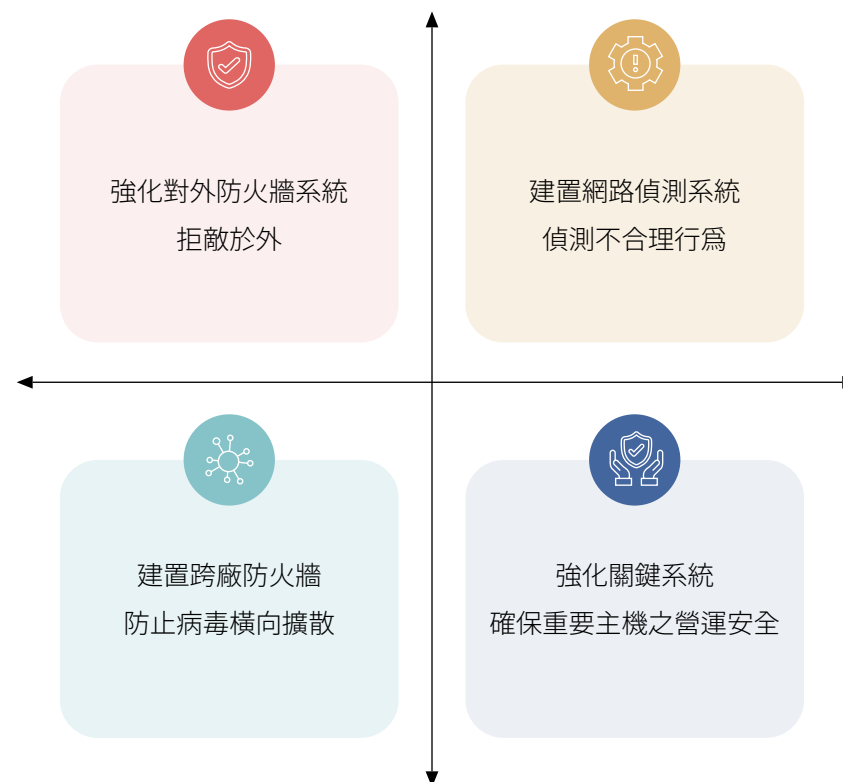 強化對外防火牆系統
拒敵於外
建置網路偵測系統
偵測不合理行為
建置跨廠防火牆
防止病毒橫向擴散
強化關鍵系統
確保重要主機之營運安全